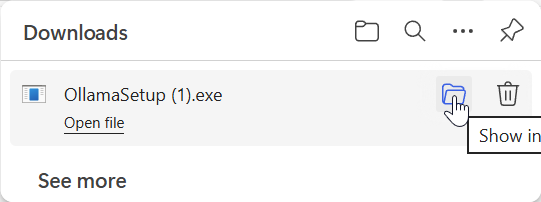 Downloads
OllamaSetup (1).exe
Open file
Show in
See more